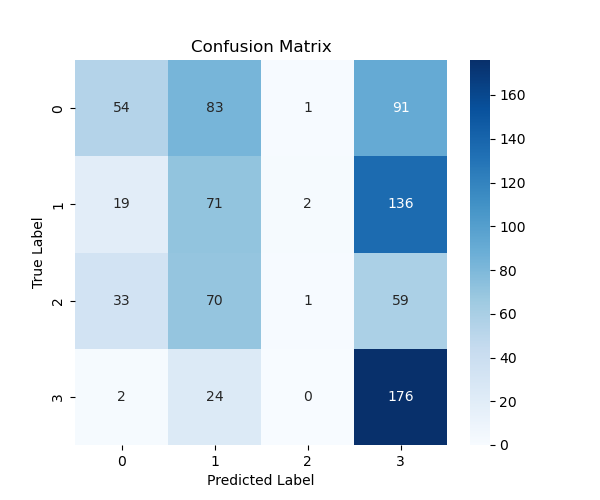 Confusion Matrix
0 54 83 1 91
1 19 71 2 136
2 33 70 1 59
3 2 24 0 176
0 1 2 3
Predicted Label
True Label
160
140
120
100
80
60
40
20
0